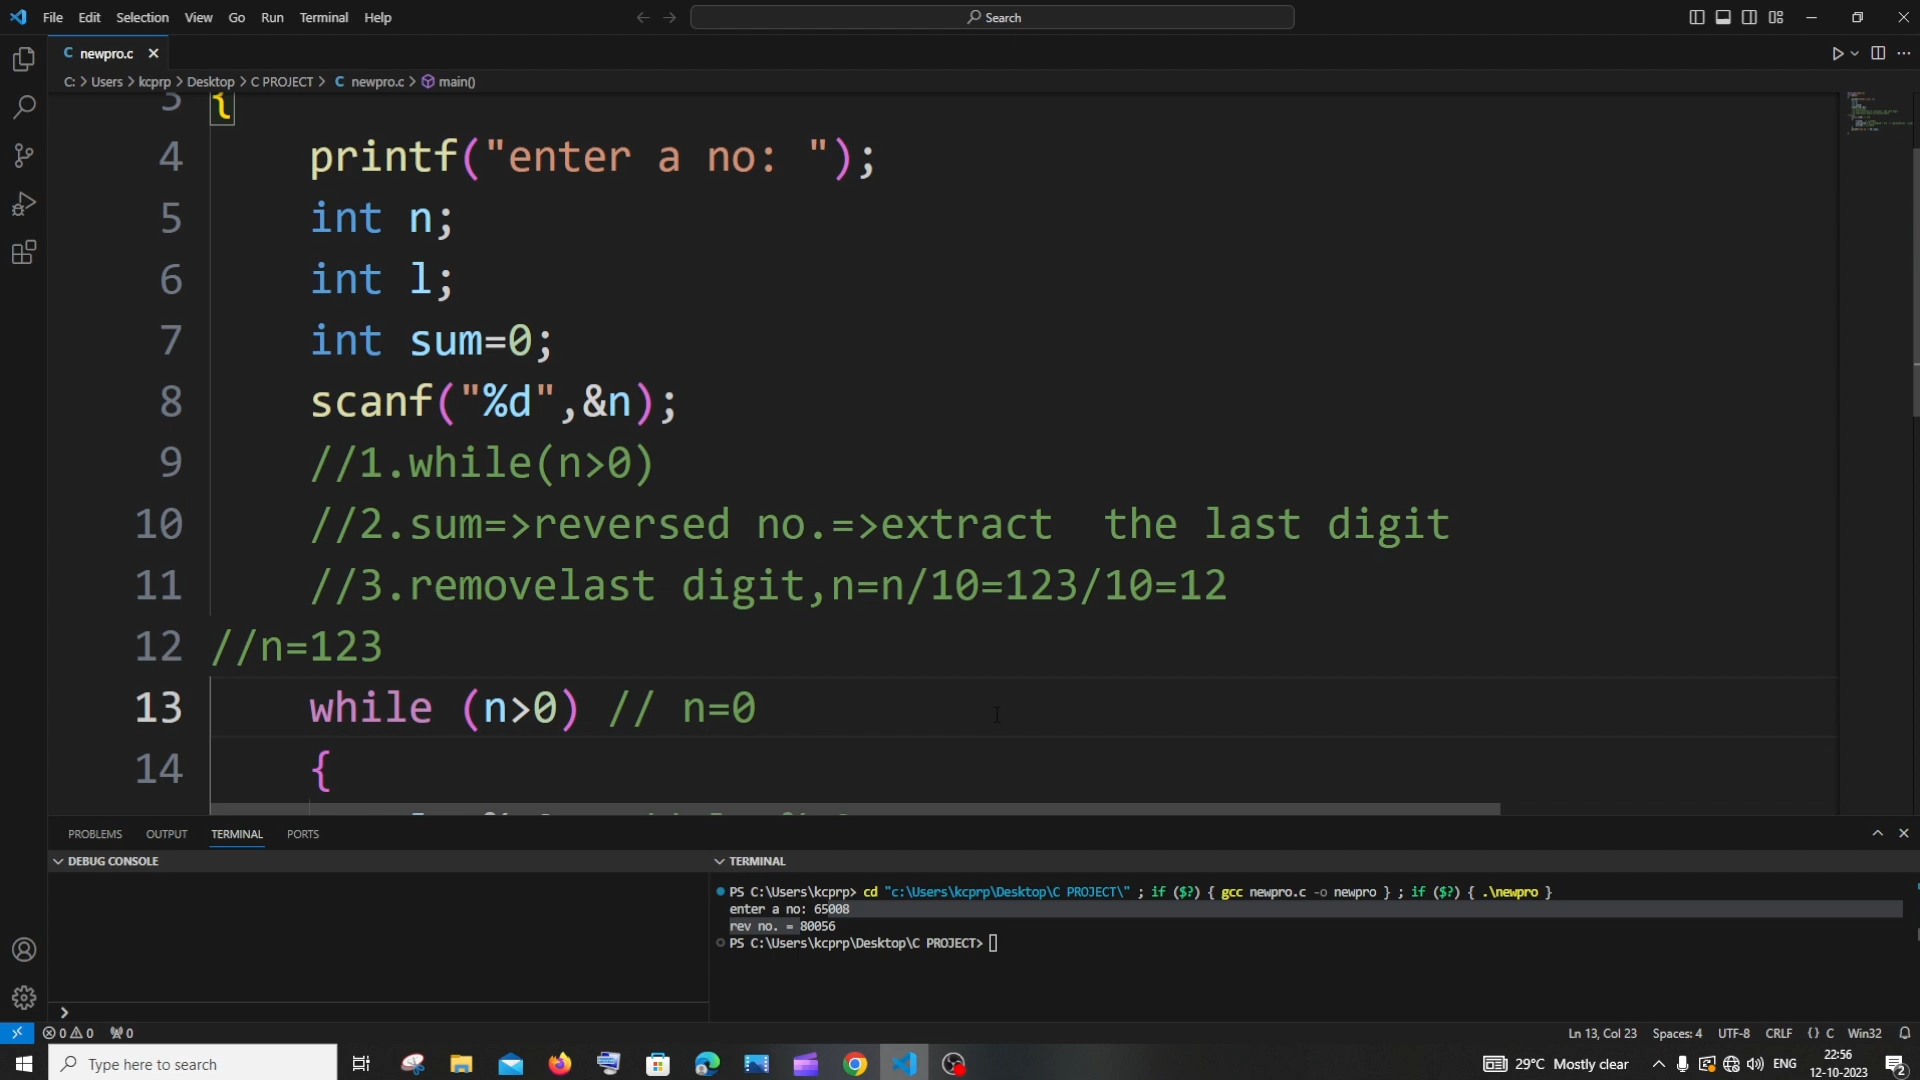 File Edit Selection View Go Run Terminal Help
Search
C newpro.c
C: > Users > kcprp > Desktop > C PROJECT > C newpro.c > main()
3 {
4 printf("enter a no: ");
5 int n;
6 int l;
7 int sum=0;
8 scanf("%d",&n);
9 //1.while(n>0)
10 //2.sum=>reversed no.=>extract  the last digit
11 //3.removelast digit,n=n/10=123/10=12
12 //n=123
13 while (n>0) // n=0
14 {
PROBLEMS OUTPUT TERMINAL PORTS
DEBUG CONSOLE
TERMINAL
PS C:\Users\kcprp> cd "c:\Users\kcprp\Desktop\C PROJECT\" ; if ($?) { gcc newpro.c -o newpro } ; if ($?) { .\newpro }
enter a no: 65008
rev no. = 80056
PS C:\Users\kcprp\Desktop\C PROJECT>
0 0 0
Ln 13, Col 23 Spaces: 4 UTF-8 CRLF {} C Win32
Type here to search
29°C Mostly clear
ENG
22:56
12-10-2023
2